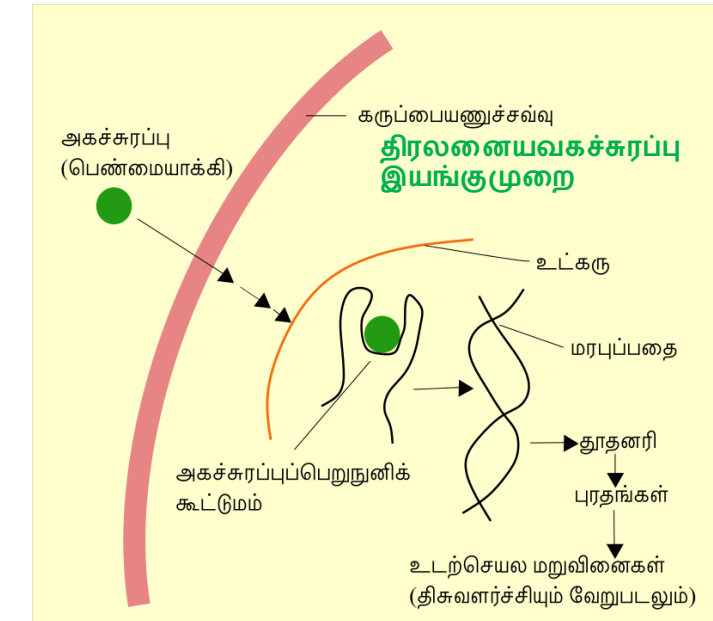 கருப்பையணுச்சவ்வு
அகச்சுரப்பு
(பெண்மையாக்கி)
திரலனையவகச்சுரப்பு
இயங்குமுறை
உட்கரு
மரபுப்பதை
தூதனரி
அகச்சுரப்புப்பெறுநுனிக்
கூட்டுமம்
புரதங்கள்
உடற்செயல மறுவினைகள்
(திசுவளர்ச்சியும் வேறுபடலும்)